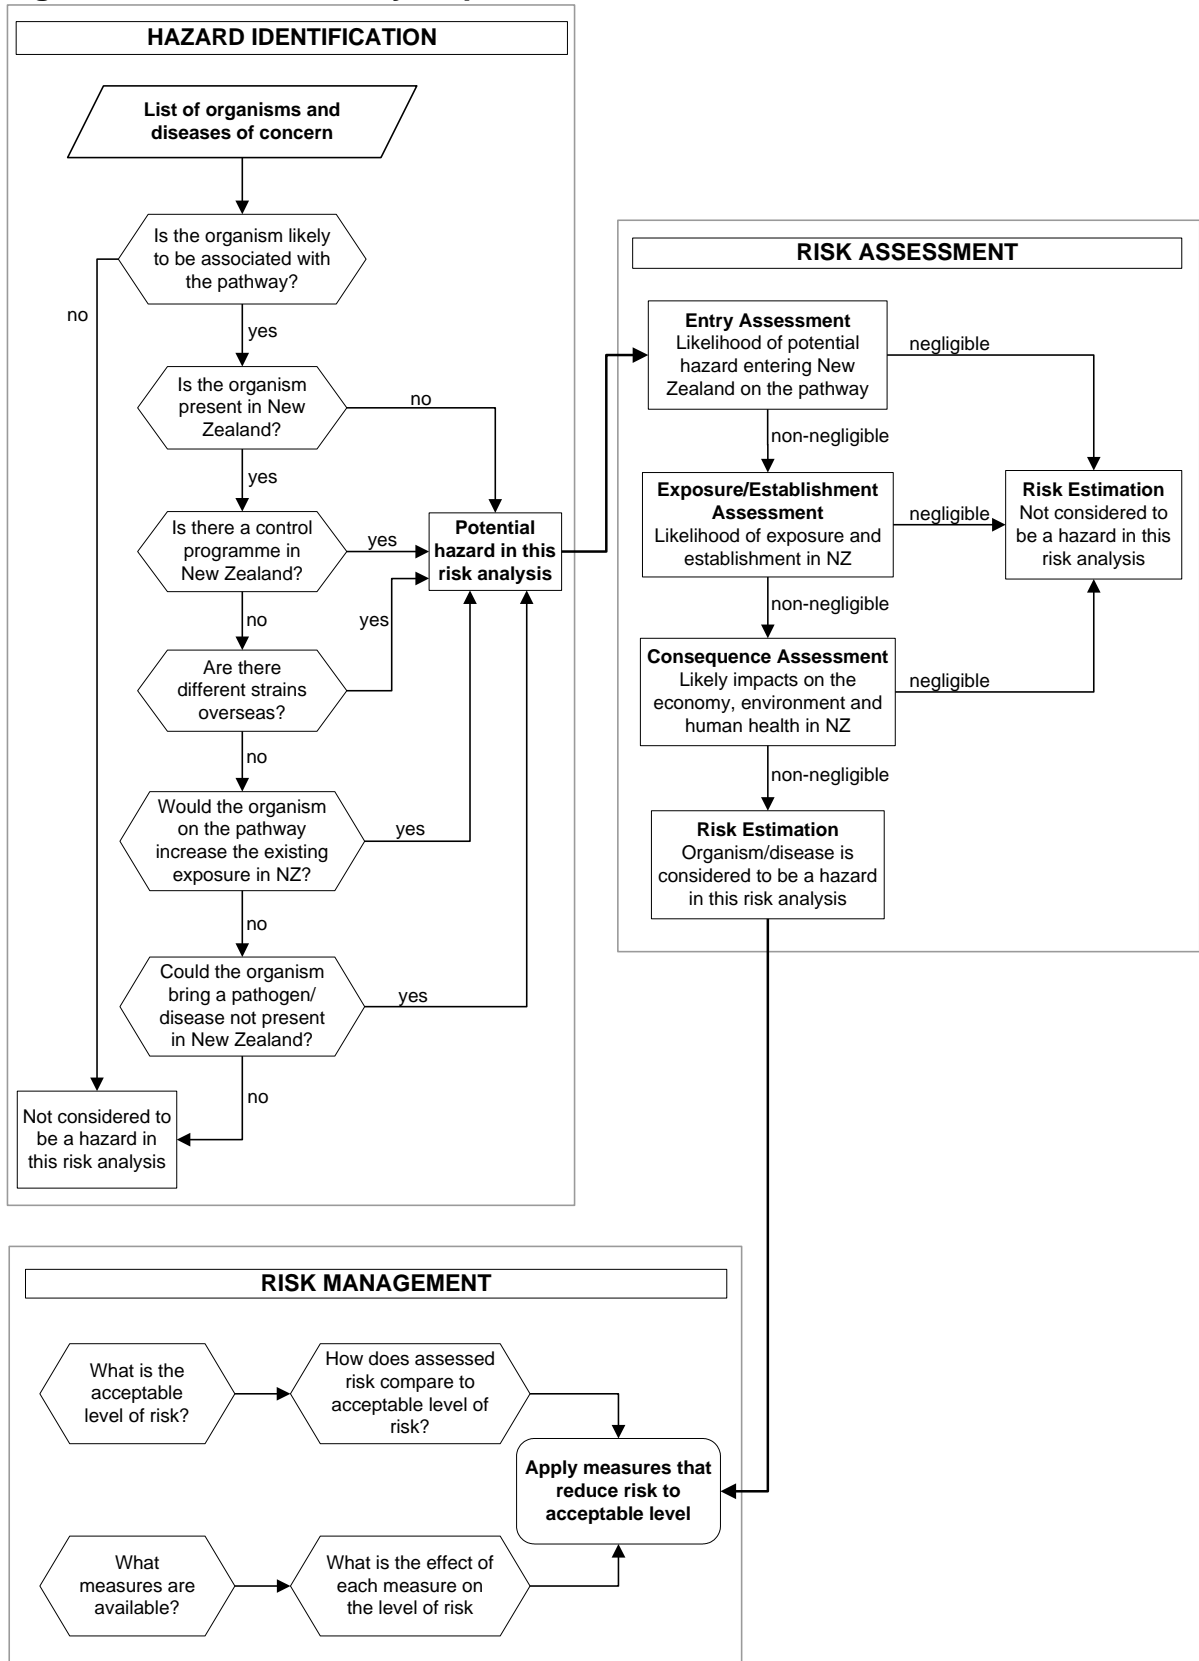 HAZARD IDENTIFICATION
List of organisms and
diseases of concern
Is the organism likely
to be associated with
the pathway?
no
yes
Is the organism
present in New
Zealand?
no
yes
Is there a control
programme in
New Zealand?
yes
no
Potential
hazard in this
risk analysis
Are there
different strains
overseas?
yes
no
Would the organism
on the pathway
increase the existing
exposure in NZ?
yes
no
Could the organism
bring a pathogen/
disease not present
in New Zealand?
yes
no
Not considered to
be a hazard in
this risk analysis
RISK ASSESSMENT
Entry Assessment
Likelihood of potential
hazard entering New
Zealand on the pathway
negligible
non-negligible
Exposure/Establishment
Assessment
Likelihood of exposure and
establishment in NZ
negligible
Risk Estimation
Not considered to
be a hazard in this
risk analysis
non-negligible
Consequence Assessment
Likely impacts on the
economy, environment and
human health in NZ
negligible
non-negligible
Risk Estimation
Organism/disease is
considered to be a hazard
in this risk analysis
RISK MANAGEMENT
What is the
acceptable
level of risk?
How does assessed
risk compare to
acceptable level of
risk?
Apply measures that
reduce risk to
acceptable level
What
measures are
available?
What is the effect of
each measure on
the level of risk